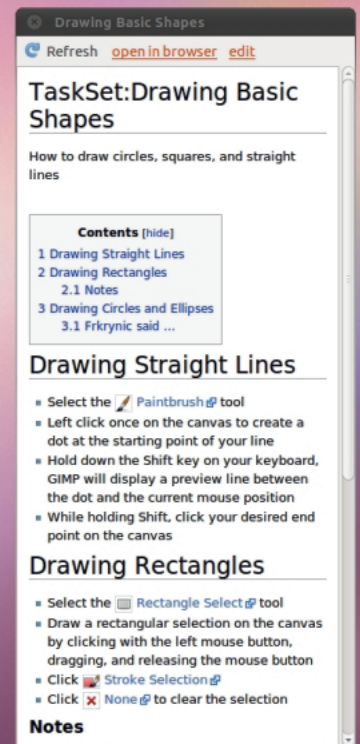 Drawing Basic Shapes
Refresh open in browser edit
TaskSet:Drawing Basic
Shapes
How to draw circles, squares, and straight
lines
Contents [hide]
1 Drawing Straight Lines
2 Drawing Rectangles
2.1 Notes
3 Drawing Circles and Ellipses
3.1 Frkrynic said ...
Drawing Straight Lines
Select the Paintbrush tool
Left click once on the canvas to create a
dot at the starting point of your line
Hold down the Shift key on your keyboard,
GIMP will display a preview line between
the dot and the current mouse position
While holding Shift, click your desired end
point on the canvas
Drawing Rectangles
Select the Rectangle Select tool
Draw a rectangular selection on the canvas
by clicking with the left mouse button,
dragging, and releasing the mouse button
Click Stroke Selection
Click None to clear the selection
Notes